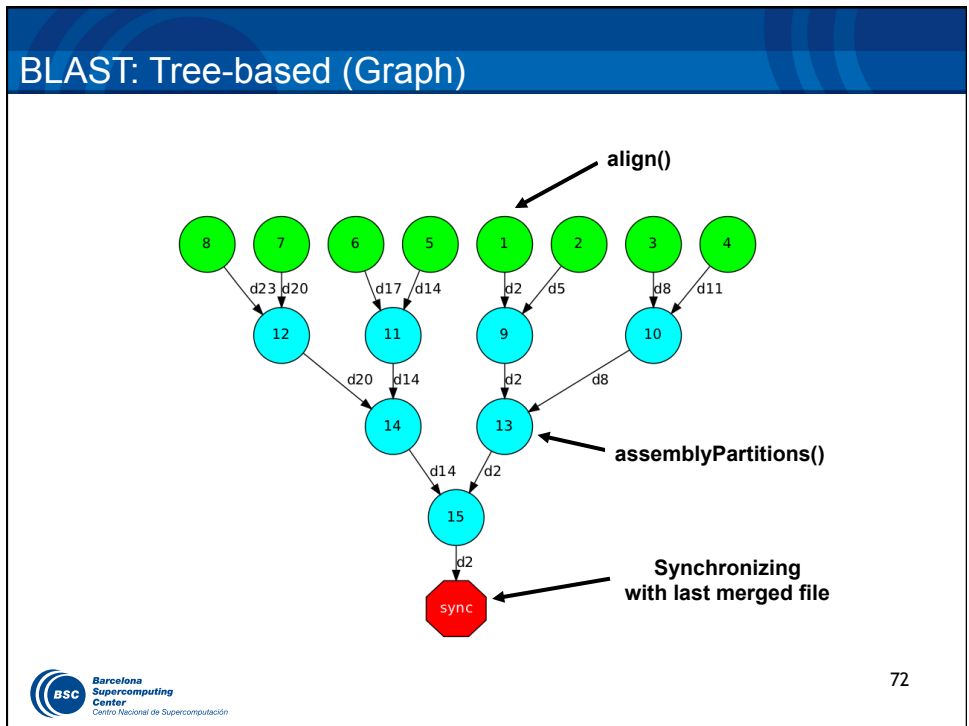 BLAST: Tree-based (Graph)
align()
8 7 6 5 1 2 3 4
d23 d20 d17 d14 d2 d5 d8 d11
12 11 9 10
d20 d14 d2 d8
14 13
assemblyPartitions()
d14 d2
15
d2
Synchronizing
with last merged file
sync
BSC
Barcelona
Supercomputing
Center
Centro Nacional de Supercomputación
72